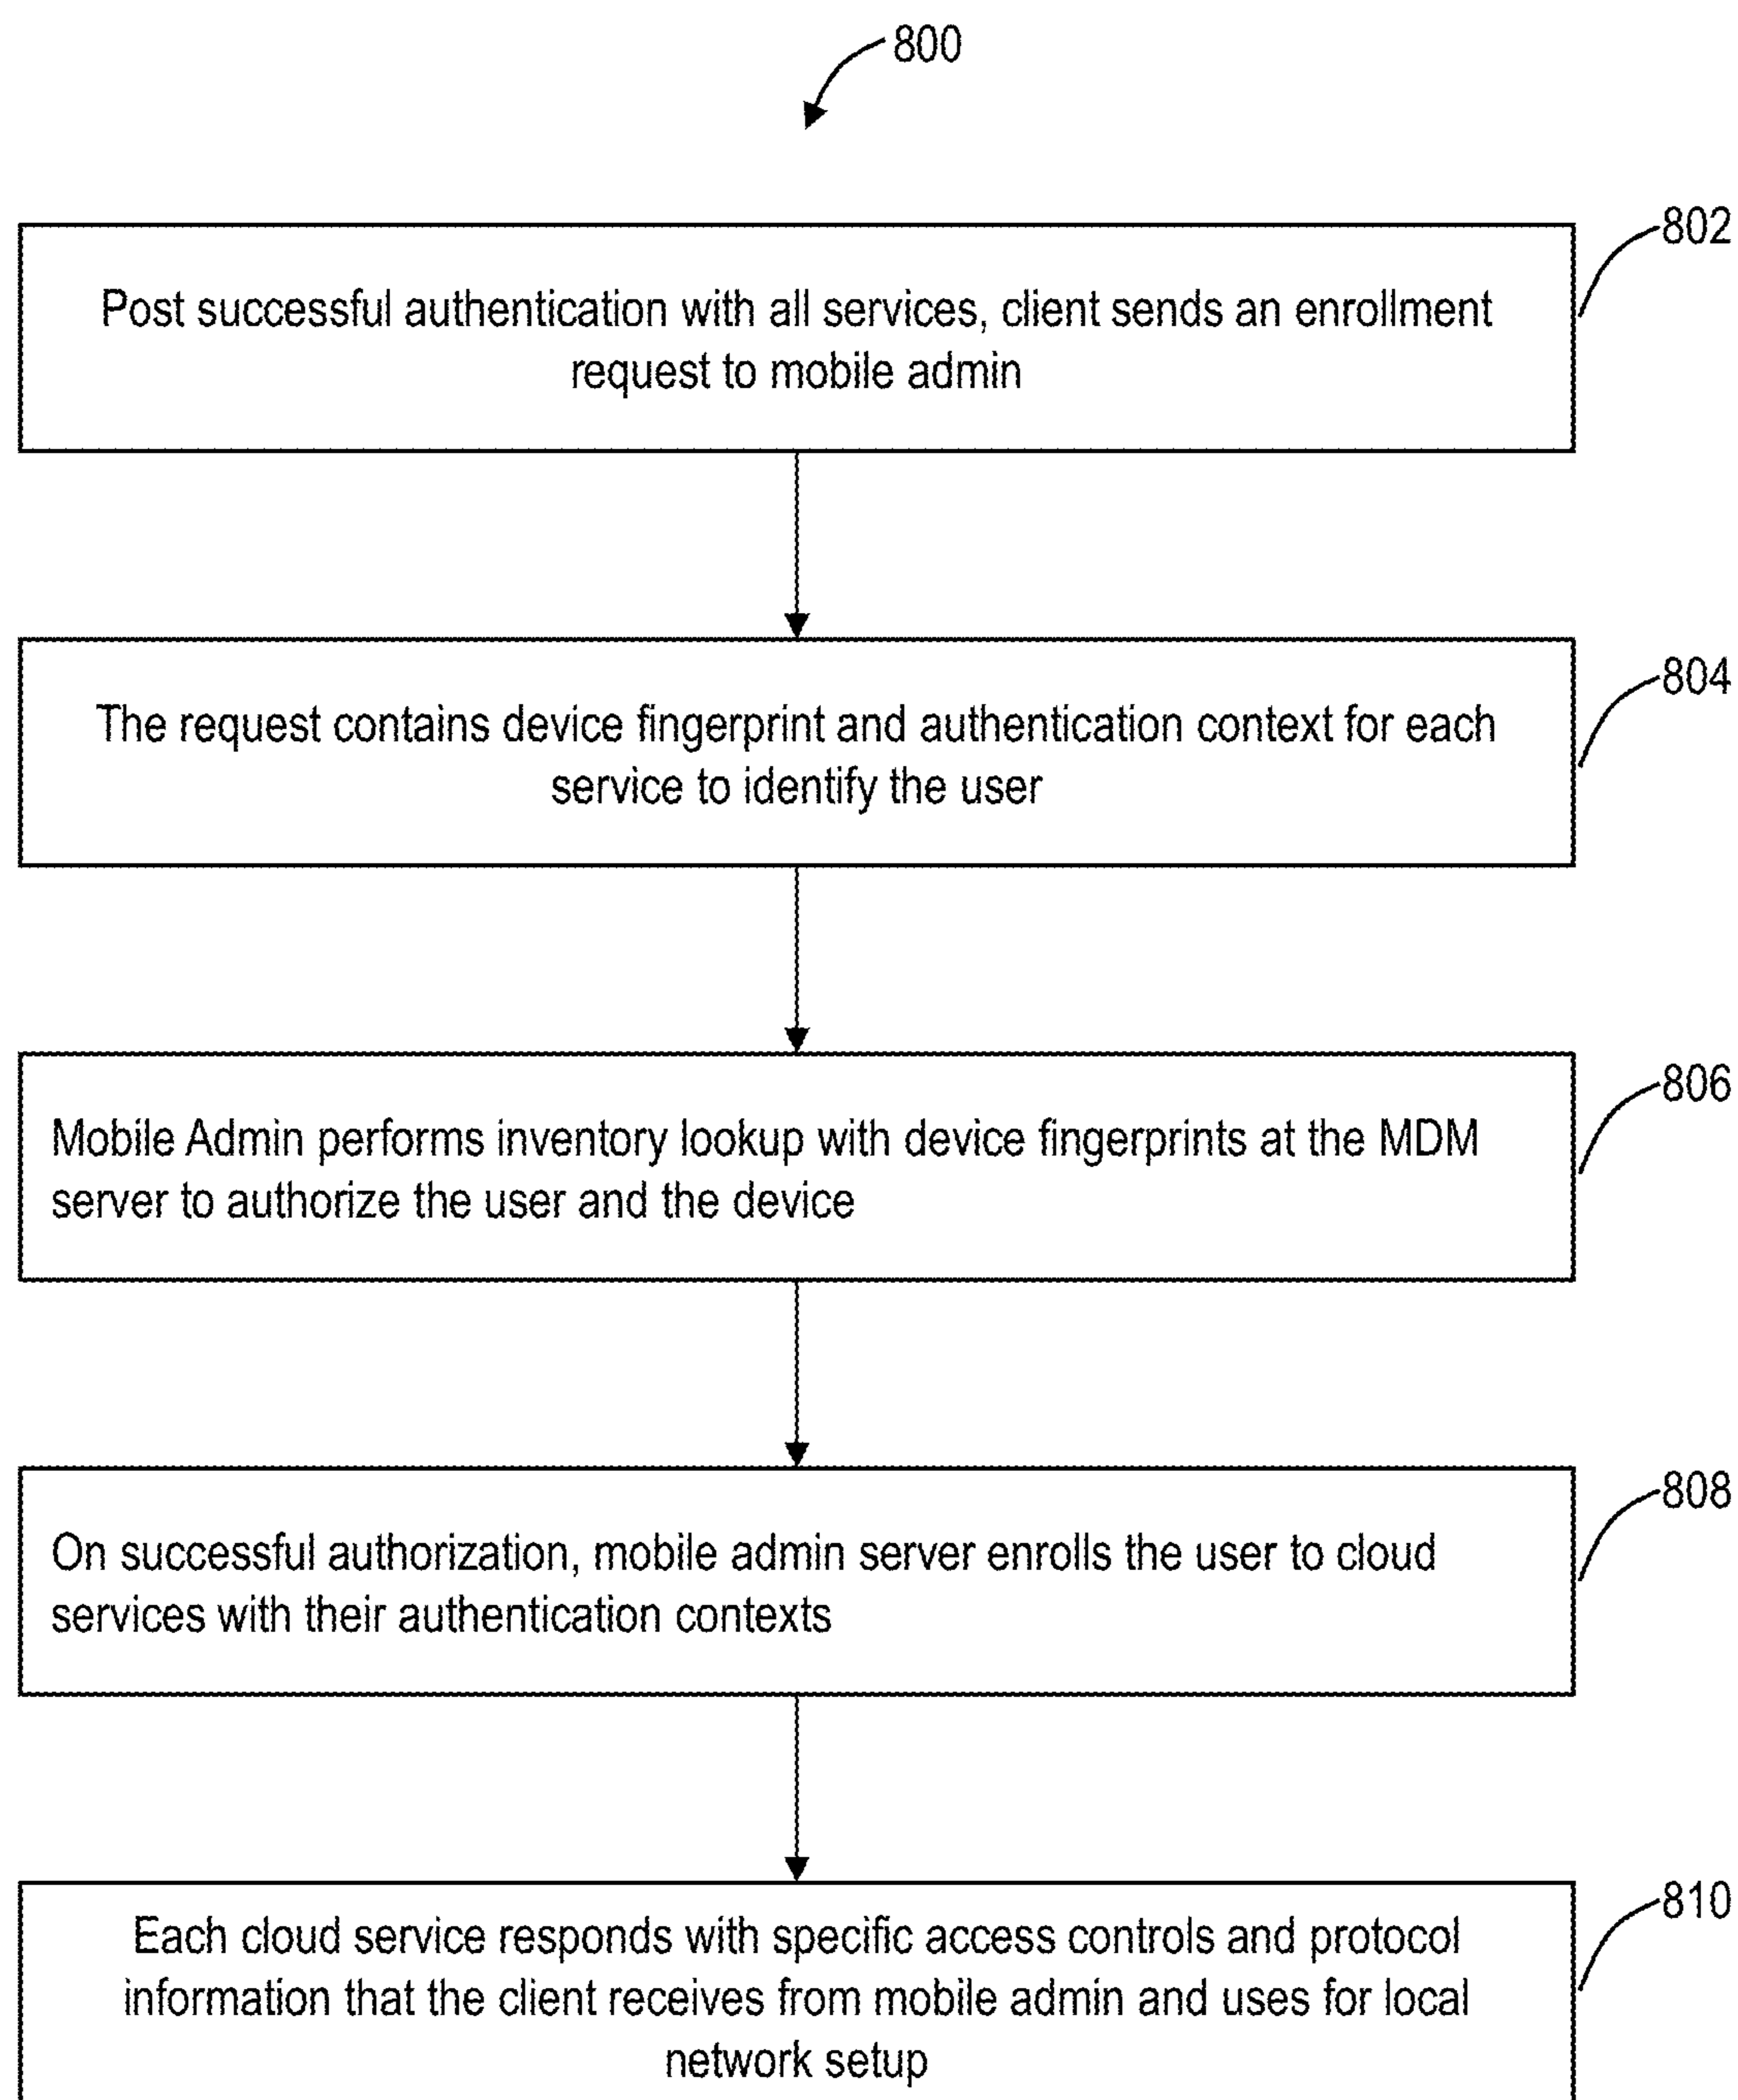 800
802
Post successful authentication with all services, client sends an enrollment
request to mobile admin
804
The request contains device fingerprint and authentication context for each
service to identify the user
806
Mobile Admin performs inventory lookup with device fingerprints at the MDM
server to authorize the user and the device
808
On successful authorization, mobile admin server enrolls the user to cloud
services with their authentication contexts
810
Each cloud service responds with specific access controls and protocol
information that the client receives from mobile admin and uses for local
network setup